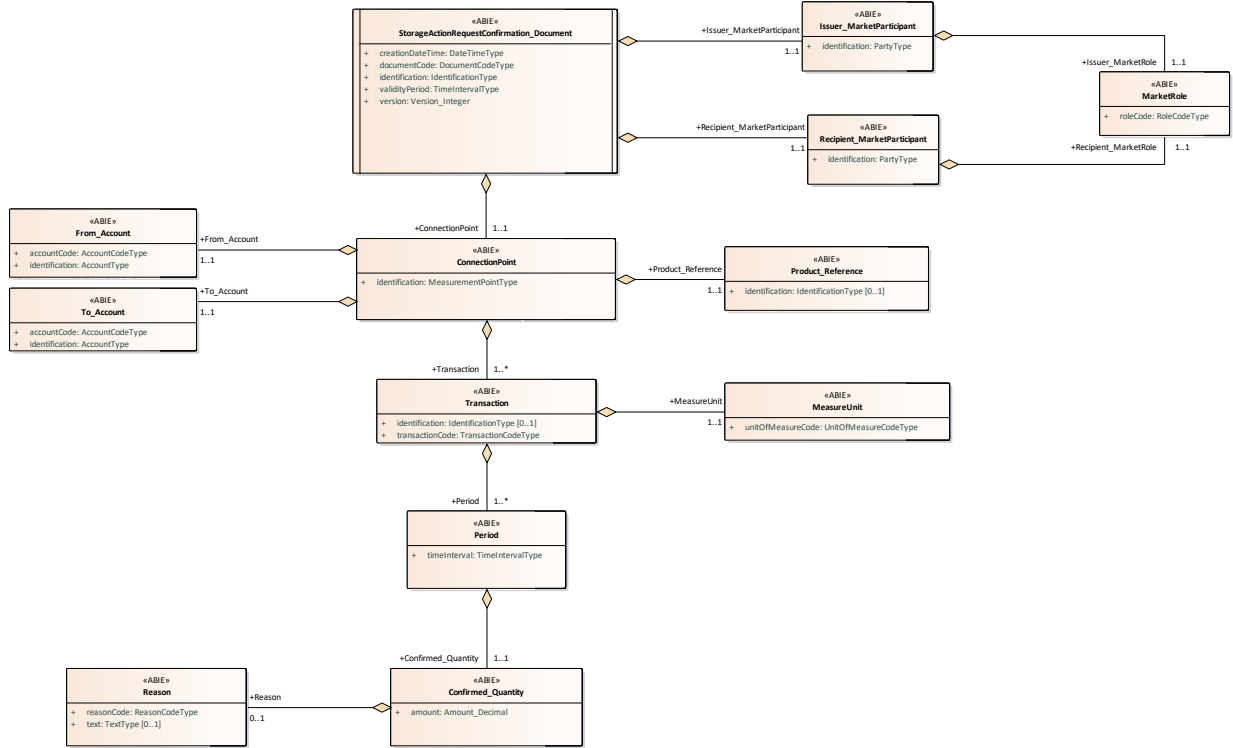 «ABIE»
StorageActionRequestConfirmation_Document
+ creationDateTime: DateTimeType
+ documentCode: DocumentCodeType
+ identification: IdentificationType
+ validityPeriod: TimeIntervalType
+ version: Version_Integer
+Issuer_MarketParticipant
1..1
«ABIE»
Issuer_MarketParticipant
+ identification: PartyType
+Issuer_MarketRole 1..1
«ABIE»
MarketRole
+ roleCode: RoleCodeType
+Recipient_MarketRole 1..1
+Recipient_MarketParticipant
1..1
«ABIE»
Recipient_MarketParticipant
+ identification: PartyType
+ConnectionPoint 1..1
«ABIE»
From_Account
+ accountCode: AccountCodeType
+ identification: AccountType
+From_Account
1..1
«ABIE»
ConnectionPoint
+ identification: MeasurementPointType
+Product_Reference
1..1
«ABIE»
Product_Reference
+ identification: IdentificationType [0..1]
«ABIE»
To_Account
+ accountCode: AccountCodeType
+ identification: AccountType
+To_Account
1..1
+Transaction 1..*
«ABIE»
Transaction
+ identification: IdentificationType [0..1]
+ transactionCode: TransactionCodeType
+MeasureUnit
1..1
«ABIE»
MeasureUnit
+ unitOfMeasureCode: UnitOfMeasureCodeType
+Period 1..*
«ABIE»
Period
+ timeInterval: TimeIntervalType
+Confirmed_Quantity 1..1
«ABIE»
Reason
+ reasonCode: ReasonCodeType
+ text: TextType [0..1]
+Reason
0..1
«ABIE»
Confirmed_Quantity
+ amount: Amount_Decimal